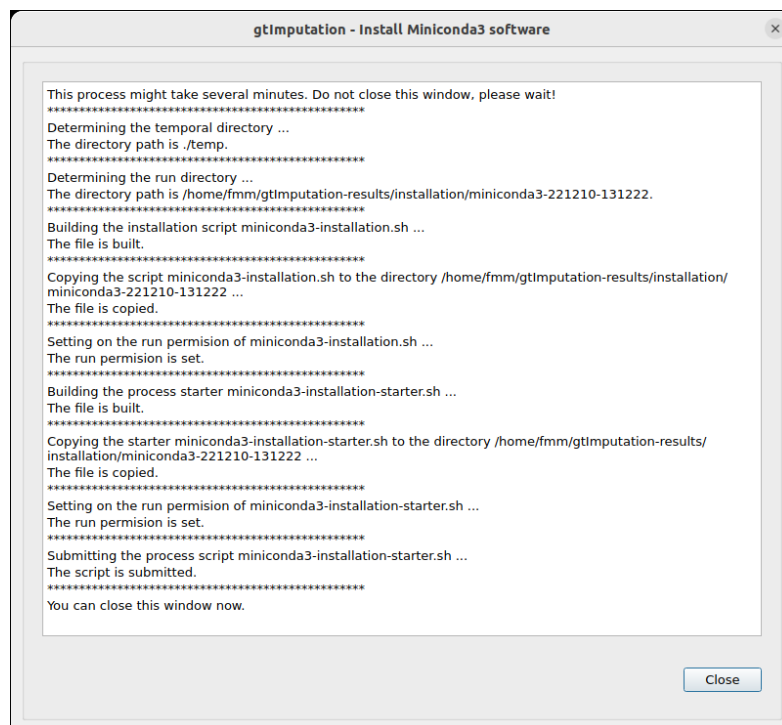 gtImputation - Install Miniconda3 software
This process might take several minutes. Do not close this window, please wait!
**************************************************
Determining the temporal directory ...
The directory path is ./temp.
**************************************************
Determining the run directory ...
The directory path is /home/fmm/gtImputation-results/installation/miniconda3-221210-131222.
**************************************************
Building the installation script miniconda3-installation.sh ...
The file is built.
**************************************************
Copying the script miniconda3-installation.sh to the directory /home/fmm/gtImputation-results/installation/
miniconda3-221210-131222 ...
The file is copied.
**************************************************
Setting on the run permision of miniconda3-installation.sh ...
The run permision is set.
**************************************************
Building the process starter miniconda3-installation-starter.sh ...
The file is built.
**************************************************
Copying the starter miniconda3-installation-starter.sh to the directory /home/fmm/gtImputation-results/
installation/miniconda3-221210-131222 ...
The file is copied.
**************************************************
Setting on the run permision of miniconda3-installation-starter.sh ...
The run permision is set.
**************************************************
Submitting the process script miniconda3-installation-starter.sh ...
The script is submitted.
**************************************************
You can close this window now.
Close